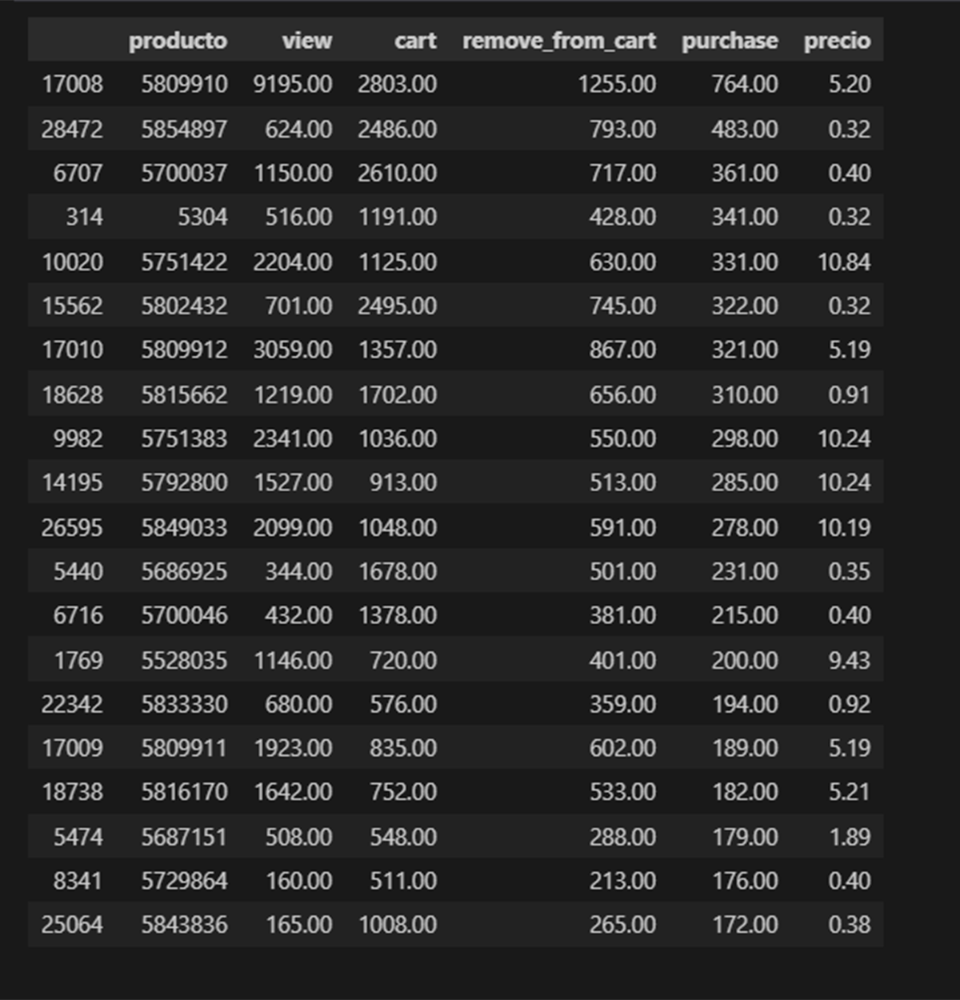 producto view cart remove_from_cart purchase precio
17008 5809910 9195.00 2803.00 1255.00 764.00 5.20
28472 5854897 624.00 2486.00 793.00 483.00 0.32
6707 5700037 1150.00 2610.00 717.00 361.00 0.40
314 5304 516.00 1191.00 428.00 341.00 0.32
10020 5751422 2204.00 1125.00 630.00 331.00 10.84
15562 5802432 701.00 2495.00 745.00 322.00 0.32
17010 5809912 3059.00 1357.00 867.00 321.00 5.19
18628 5815662 1219.00 1702.00 656.00 310.00 0.91
9982 5751383 2341.00 1036.00 550.00 298.00 10.24
14195 5792800 1527.00 913.00 513.00 285.00 10.24
26595 5849033 2099.00 1048.00 591.00 278.00 10.19
5440 5686925 344.00 1678.00 501.00 231.00 0.35
6716 5700046 432.00 1378.00 381.00 215.00 0.40
1769 5528035 1146.00 720.00 401.00 200.00 9.43
22342 5833330 680.00 576.00 359.00 194.00 0.92
17009 5809911 1923.00 835.00 602.00 189.00 5.19
18738 5816170 1642.00 752.00 533.00 182.00 5.21
5474 5687151 508.00 548.00 288.00 179.00 1.89
8341 5729864 160.00 511.00 213.00 176.00 0.40
25064 5843836 165.00 1008.00 265.00 172.00 0.38